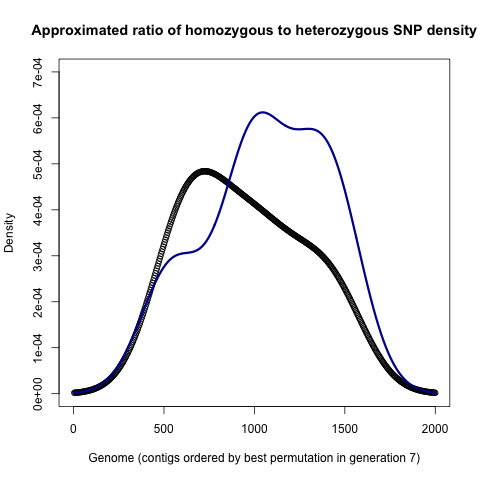 Approximated ratio of homozygous to heterozygous SNP density
7e-04
6e-04
5e-04
4e-04
3e-04
2e-04
1e-04
0e+00
Density
0 500 1000 1500 2000
Genome (contigs ordered by best permutation in generation 7)